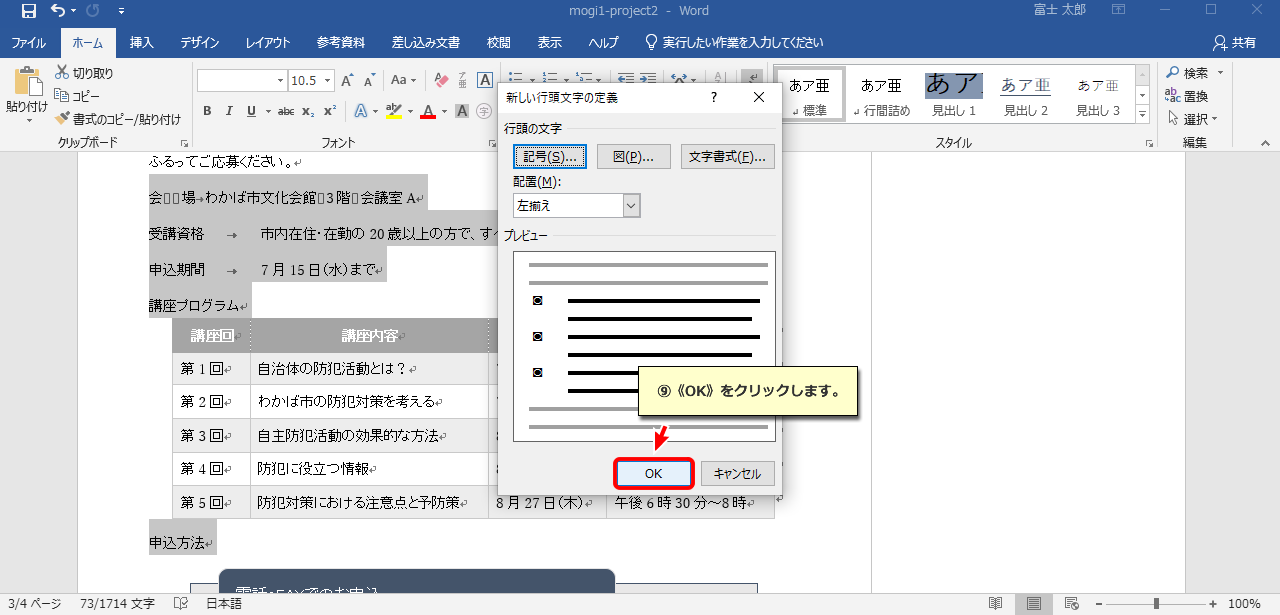 mogi1-project2 - Word
富士 太郎
ファイル ホーム 挿入 デザイン レイアウト 参考資料 差し込み文書 校閲 表示 ヘルプ 実行したい作業を入力してください 共有
貼り付け
切り取り
コピー
書式のコピー/貼り付け
クリップボード
10.5
フォント
あア亜 あア亜 あア あア亜 あア亜
標準 行間詰め 見出し 1 見出し 2 見出し 3
スタイル
検索
置換
選択
編集
新しい行頭文字の定義 ?
行頭の文字
記号(S)... 図(P)... 文字書式(F)...
配置(M):
左揃え
プレビュー
⑨《OK》をクリックします。
OK キャンセル
ふるってご応募ください。
会□□場→わかば市文化会館□3階□会議室A
受講資格 → 市内在住・在勤の 20 歳以上の方で、す
申込期間 → 7月15日(水)まで
講座プログラム
講座回 講座内容
第1回 自治体の防犯活動とは?
第2回 わかば市の防犯対策を考える
第3回 自主防犯活動の効果的な方法
第4回 防犯に役立つ情報
第5回 防犯対策における注意点と予防策 8月27日(木) 午後6時30分~8時
申込方法
3/4 ページ 73/1714 文字 日本語 100%